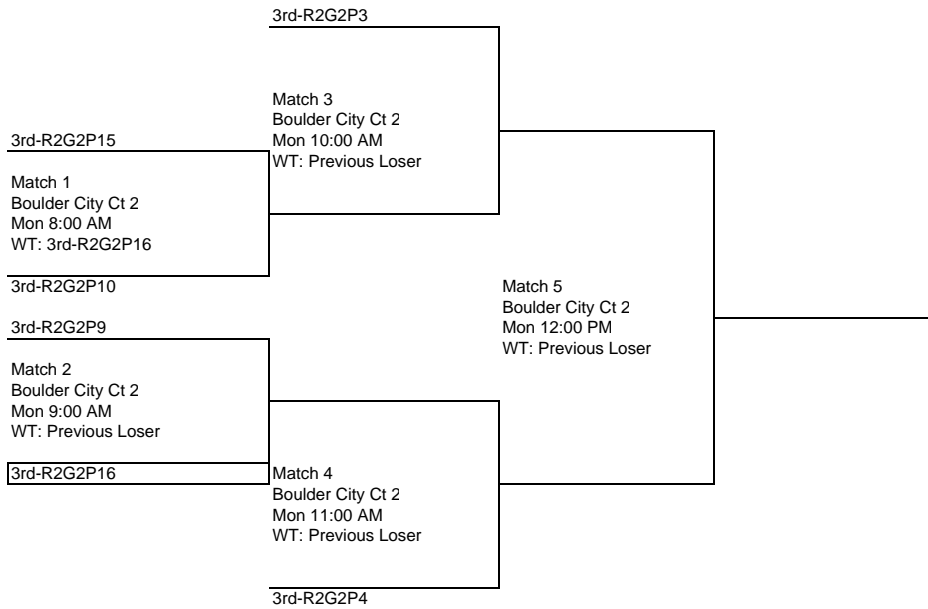 3rd-R2G2P3
Match 3
Boulder City Ct 2
Mon 10:00 AM
WT: Previous Loser
3rd-R2G2P15
Match 1
Boulder City Ct 2
Mon 8:00 AM
WT: 3rd-R2G2P16
3rd-R2G2P10
Match 5
Boulder City Ct 2
Mon 12:00 PM
WT: Previous Loser
3rd-R2G2P9
Match 2
Boulder City Ct 2
Mon 9:00 AM
WT: Previous Loser
3rd-R2G2P16
Match 4
Boulder City Ct 2
Mon 11:00 AM
WT: Previous Loser
3rd-R2G2P4